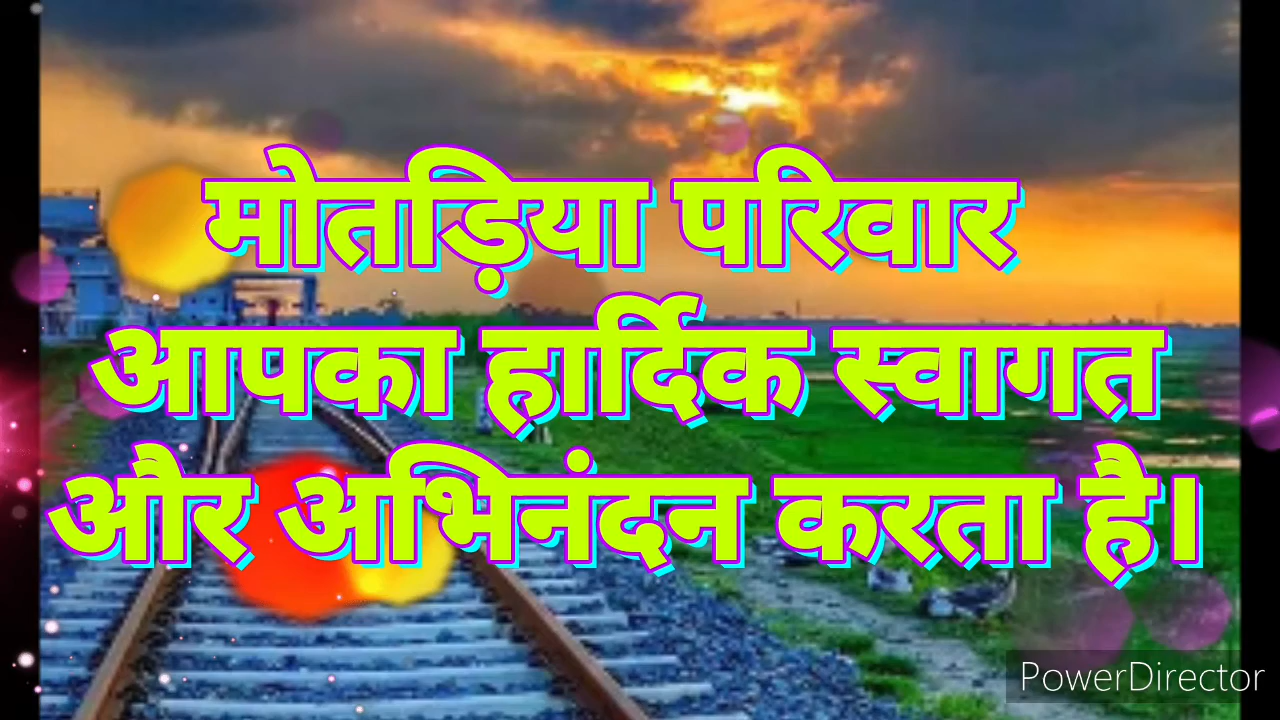 मोतड़िया परिवार
आपका हार्दिक स्वागत
और अभिनंदन करता है।
PowerDirector